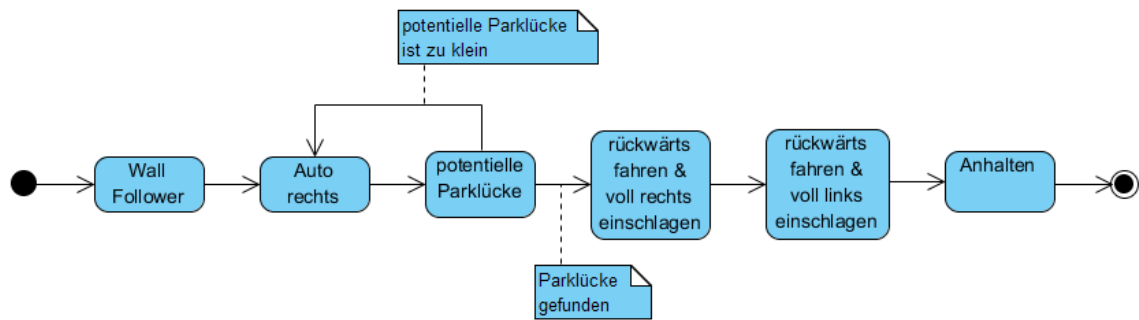 potentielle Parklücke
ist zu klein
Wall
Follower
Auto
rechts
potentielle
Parklücke
rückwärts
fahren &
voll rechts
einschlagen
rückwärts
fahren &
voll links
einschlagen
Anhalten
Parklücke
gefunden